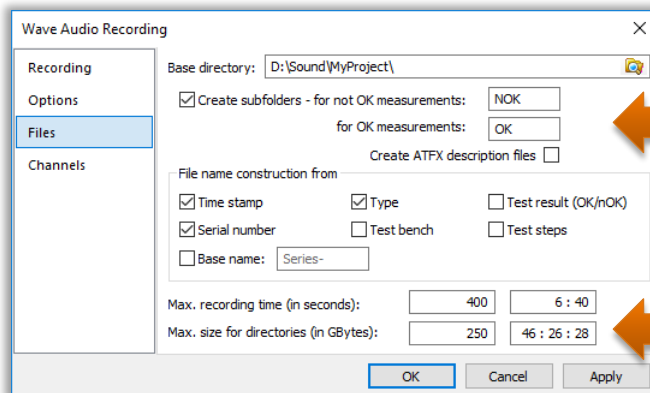 Wave Audio Recording
Recording
Options
Files
Channels
Base directory: D:\Sound\MyProject\
Create subfolders - for not OK measurements: NOK
for OK measurements: OK
Create ATFX description files
File name construction from
Time stamp Type Test result (OK/nOK)
Serial number Test bench Test steps
Base name: Series-
Max. recording time (in seconds): 400 6 : 40
Max. size for directories (in GBytes): 250 46 : 26 : 28
OK Cancel Apply